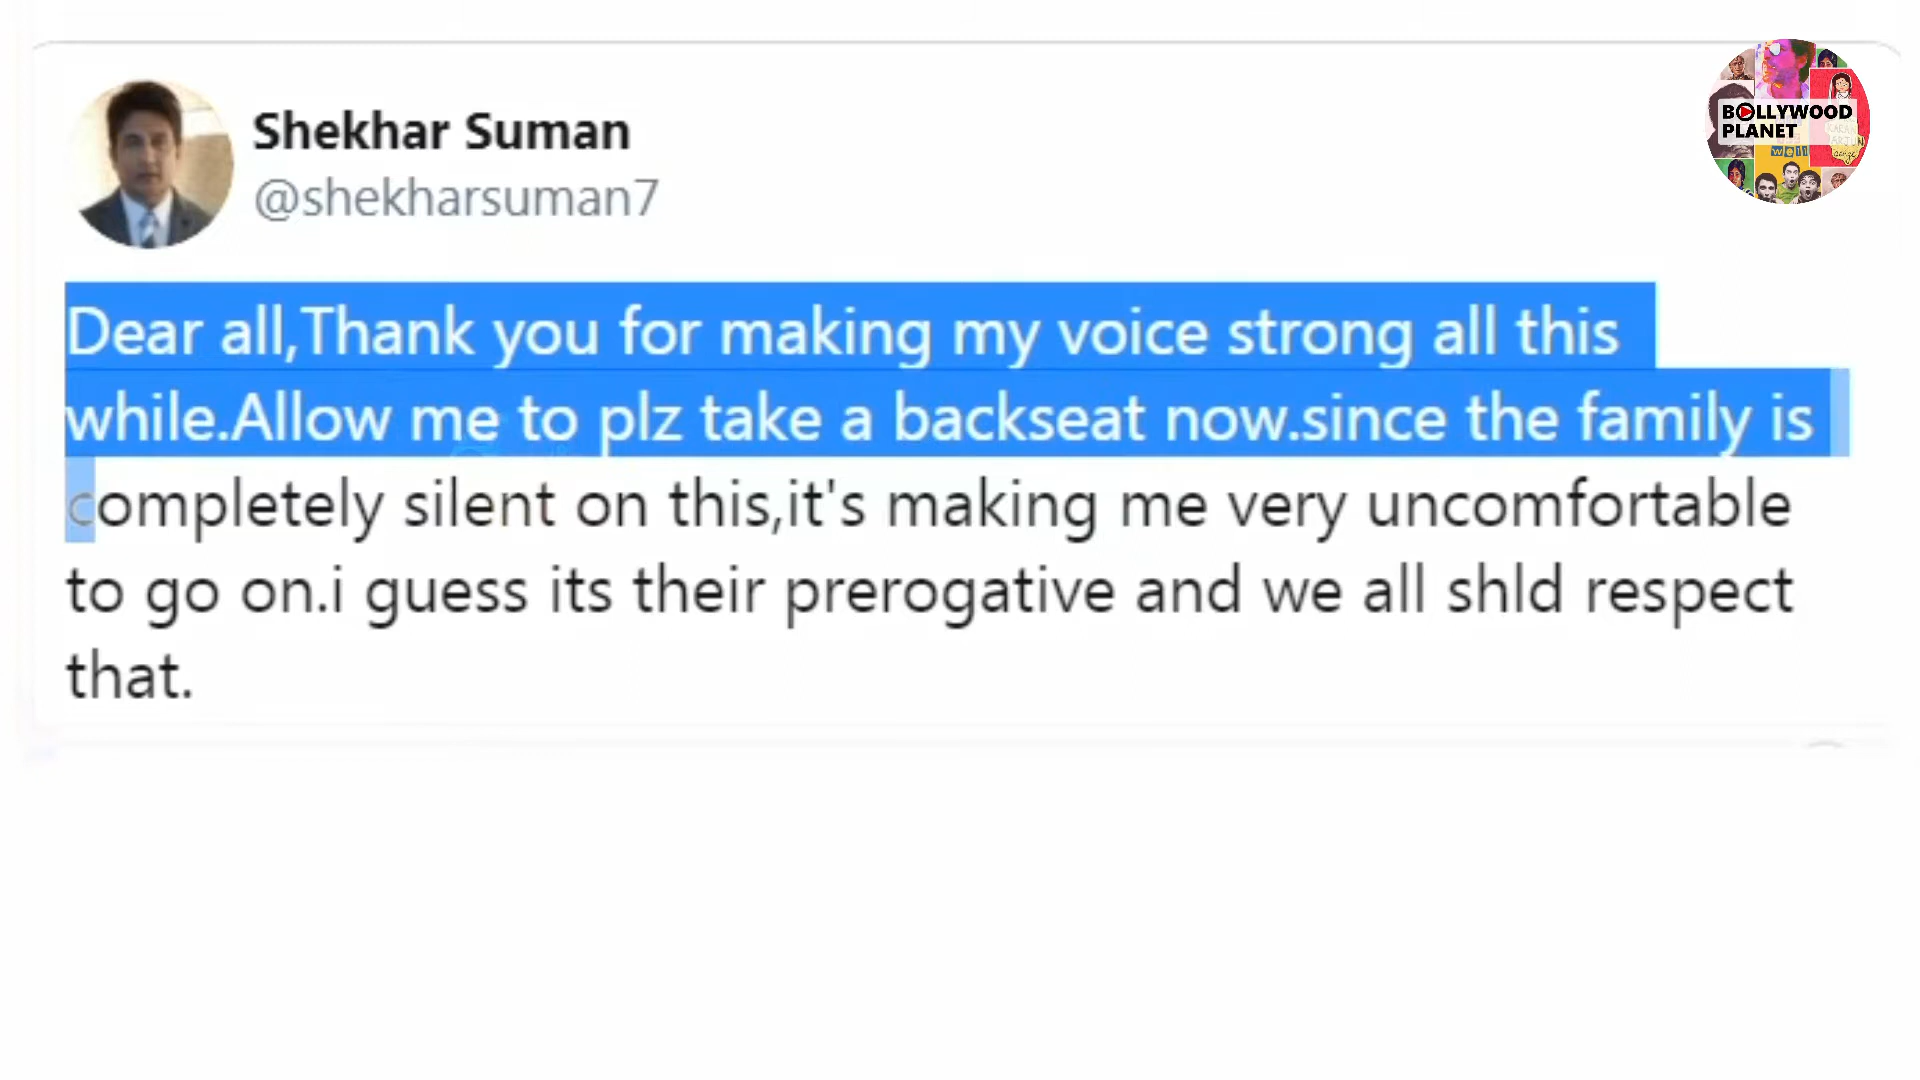 Shekhar Suman
@shekharsuman7
BOLLYWOOD
PLANET
well
Dear all,Thank you for making my voice strong all this
while.Allow me to plz take a backseat now.since the family is
completely silent on this,it's making me very uncomfortable
to go on.i guess its their prerogative and we all shld respect
that.